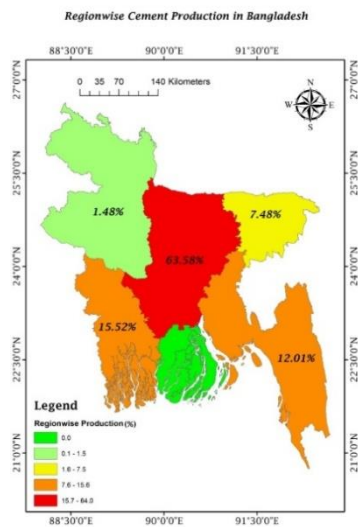 Regionwise Cement Production in Bangladesh
88°30'0"E 90°0'0"E 91°30'0"E
0 35 70 140 Kilometers
N
W E
S
27°0'0"N 27°0'0"N
25°30'0"N 25°30'0"N
1.48% 7.48%
63.58%
24°0'0"N 24°0'0"N
15.52% 12.01%
22°30'0"N 22°30'0"N
Legend
Regionwise Production (%)
0.0
0.1 - 1.5
1.6 - 7.5
7.6 - 15.6
15.7 - 64.0
21°0'0"N 21°0'0"N
88°30'0"E 90°0'0"E 91°30'0"E